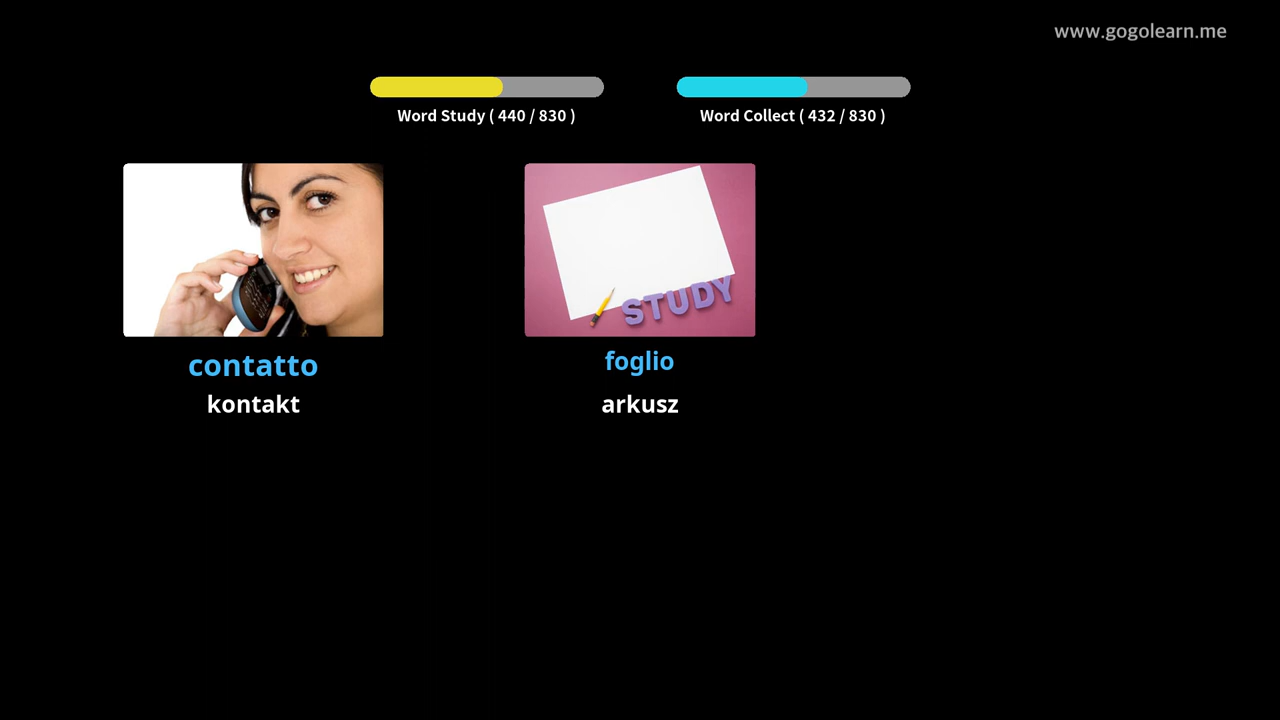 www.gogolearn.me
Word Study ( 440 / 830 )
Word Collect ( 432 / 830 )
STUDY
contatto
kontakt
foglio
arkusz